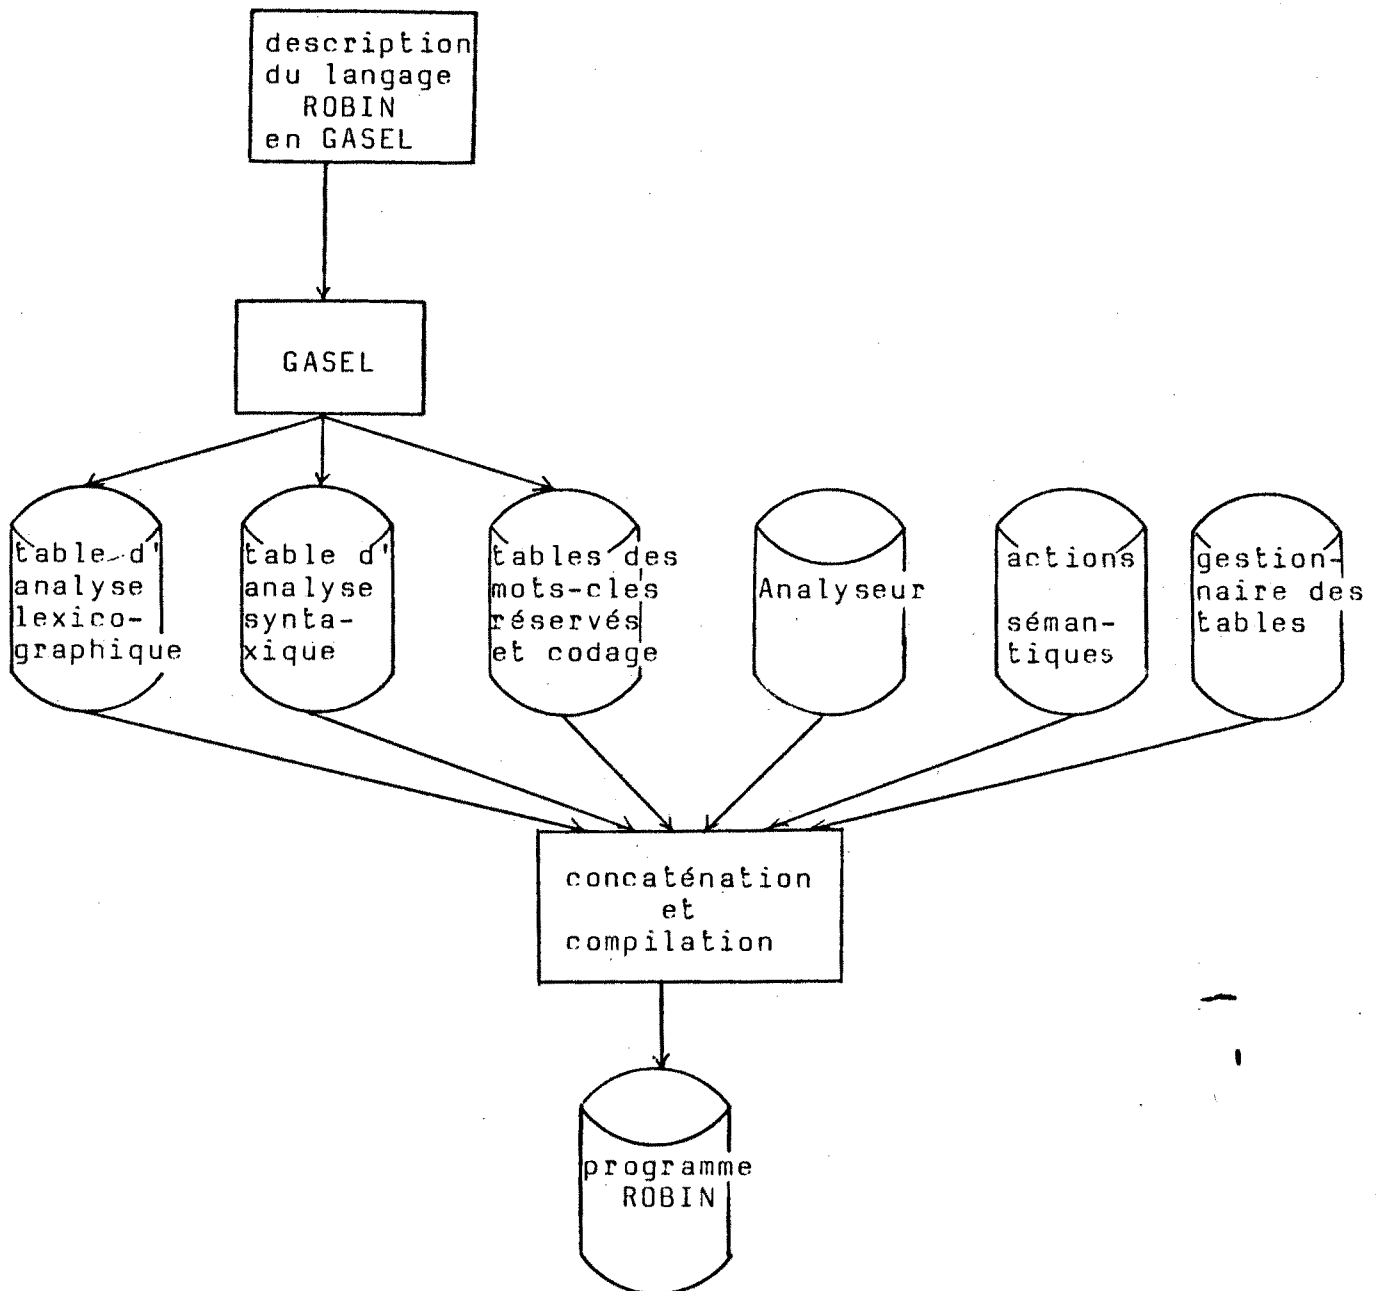 description
du langage
ROBIN
en GASEL
GASEL
table d'
analyse
lexico-
graphique
table d'
analyse
synta-
xique
tables des
mots-cles
réservés
et codage
Analyseur
actions
séman-
tiques
gestion-
naire des
tables
concaténation
et
compilation
programme
ROBIN